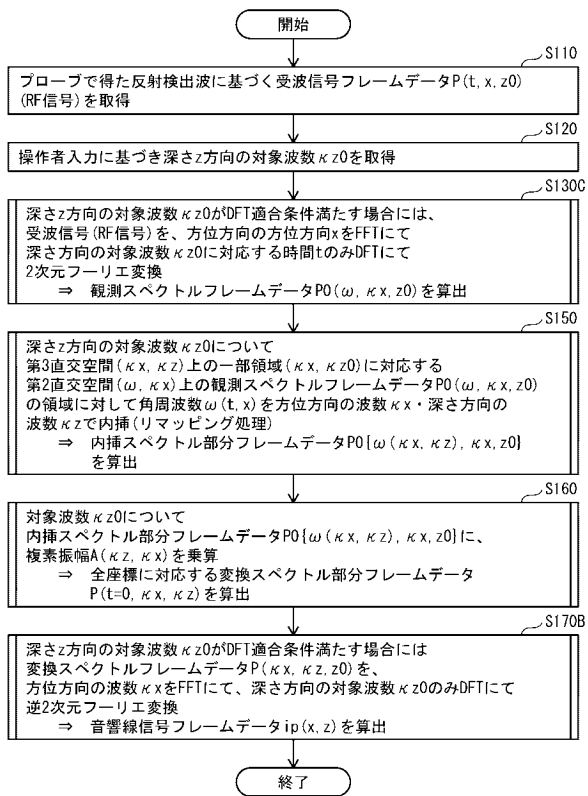 開始
S110
プローブで得た反射検出波に基づく受波信号フレームデータP(t,x,z0)
(RF信号)を取得
S120
操作者入力に基づき深さz方向の対象波数κz0を取得
S130C
深さz方向の対象波数κz0がDFT適合条件満たす場合には、
受波信号(RF信号)を、方位方向の方位方向xをFFTにて
深さ方向の対象波数κz0に対応する時間tのみDFTにて
2次元フーリエ変換
⇒ 観測スペクトルフレームデータP0(ω,κx,z0)を算出
S150
深さz方向の対象波数κz0について
第3直交空間(κx,κz)上の一部領域(κx,κz0)に対応する
第2直交空間(ω,κx)上の観測スペクトルフレームデータP0(ω,κx,z0)
の領域に対して角周波数ω(t,x)を方位方向の波数κx・深さ方向の
波数κzで内挿(リマッピング処理)
⇒ 内挿スペクトル部分フレームデータP0{ω(κx,κz),κx,z0}
を算出
S160
対象波数κz0について
内挿スペクトル部分フレームデータP0{ω(κx,κz),κx,z0}に、
複素振幅A(κz,κx)を乗算
⇒ 全座標に対応する変換スペクトル部分フレームデータ
P(t=0,κx,κz)を算出
S170B
深さz方向の対象波数κz0がDFT適合条件満たす場合には
変換スペクトルフレームデータP(κx,κz,z0)を、
方位方向の波数κxをFFTにて、深さ方向の対象波数κz0のみDFTにて
逆2次元フーリエ変換
⇒ 音響線信号フレームデータip(x,z)を算出
終了